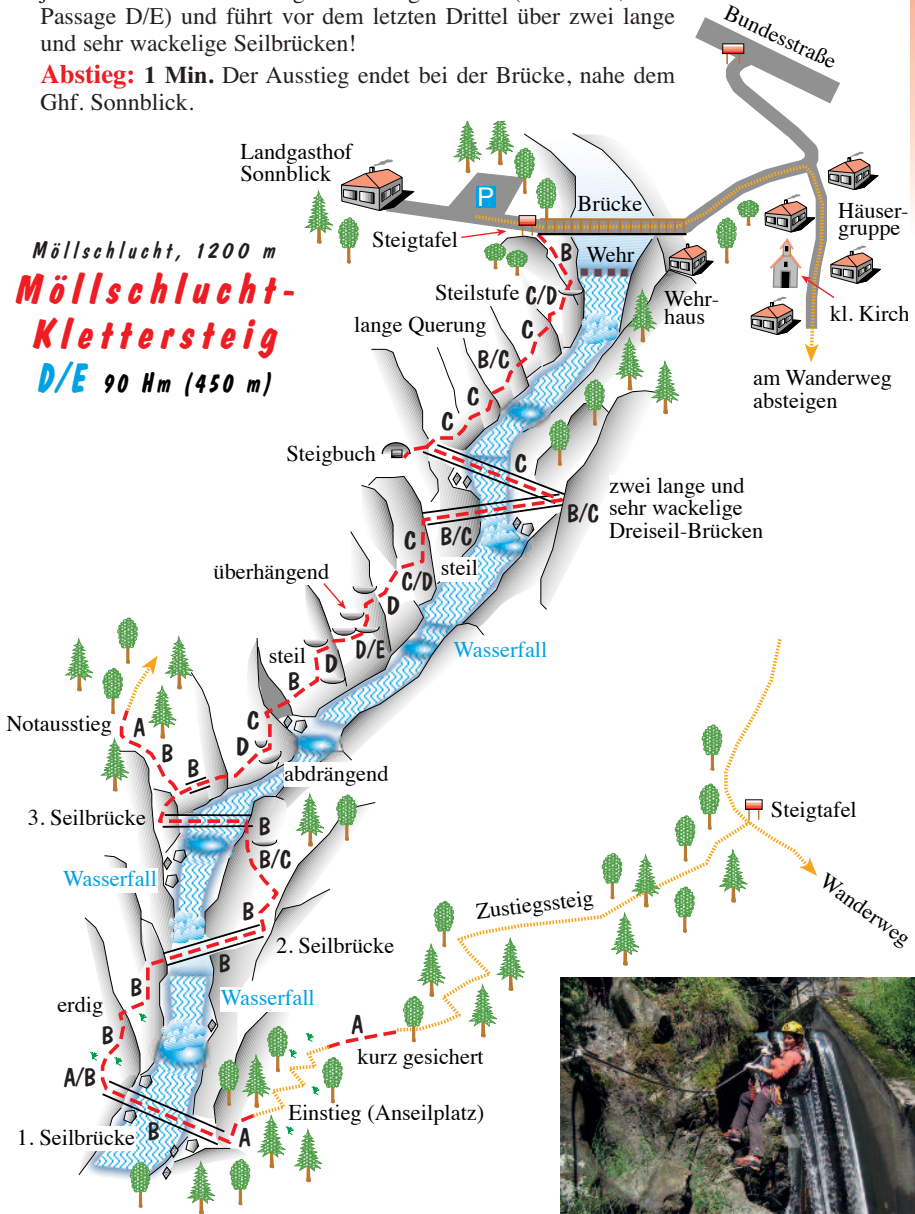 Passage D/E) und führt vor dem letzten Drittel über zwei lange
und sehr wackelige Seilbrücken!
Abstieg: 1 Min. Der Ausstieg endet bei der Brücke, nahe dem
Ghf. Sonnblick.
Bundesstraße
Landgasthof
Sonnblick
P
Brücke
Häuser-
gruppe
Steigtafel
B
Wehr
Möllschlucht, 1200 m
Möllschlucht-
Klettersteig
D/E 90 Hm (450 m)
Steilstufe C/D
Wehr-
haus
kl. Kirch
lange Querung
C
B/C
C
C
am Wanderweg
absteigen
Steigbuch
C
zwei lange und
sehr wackelige
Dreiseil-Brücken
B/C
B/C
C
steil
C/D
überhängend
D
D/E
Wasserfall
steil
D
B
Notausstieg
A
C
B
B
D
abdrängend
3. Seilbrücke
B
B/C
Steigtafel
Wasserfall
Wanderweg
Zustiegssteig
B
2. Seilbrücke
B
B
erdig
Wasserfall
B
A
kurz gesichert
A/B
Einstieg (Anseilplatz)
1. Seilbrücke
B
A